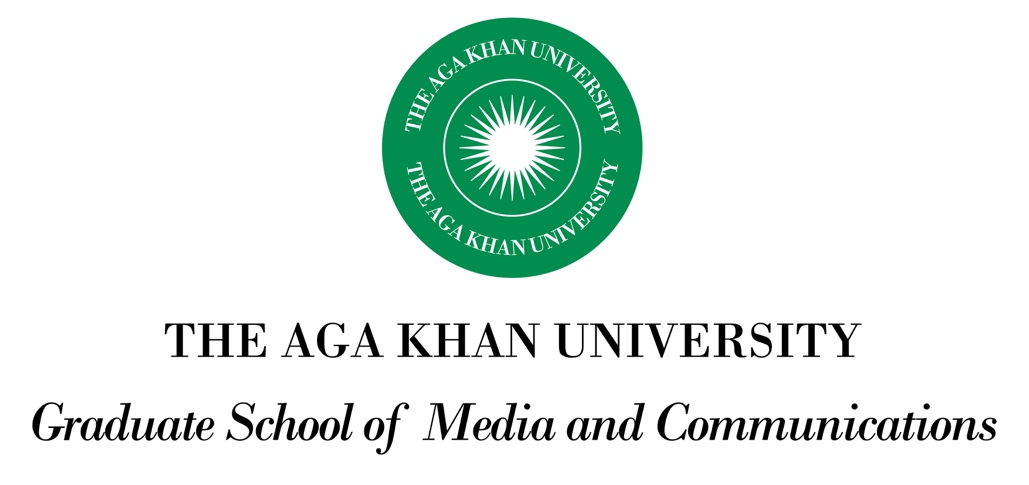 THE AGA KHAN UNIVERSITY
THE AGA KHAN UNIVERSITY
THE AGA KHAN UNIVERSITY
Graduate School of Media and Communications